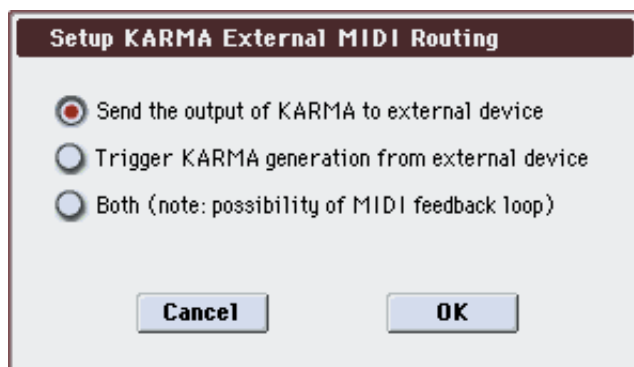 Setup KARMA External MIDI Routing
Send the output of KARMA to external device
Trigger KARMA generation from external device
Both (note: possibility of MIDI feedback loop)
Cancel OK